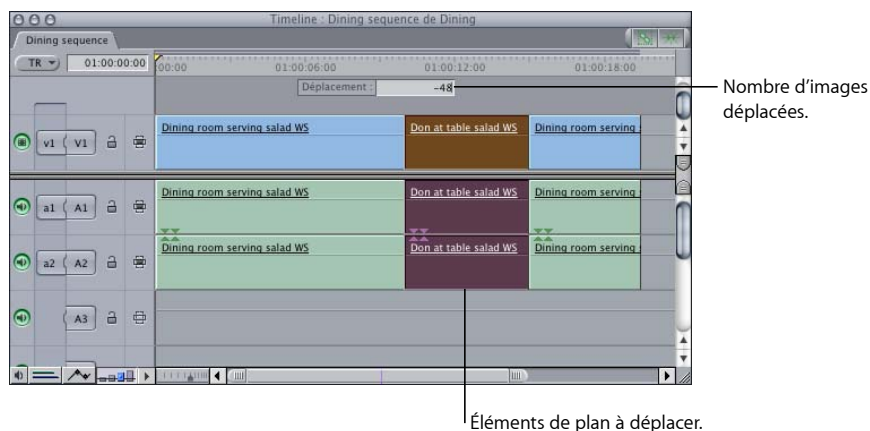 Timeline : Dining sequence de Dining
Dining sequence
TR 01:00:00:00 00:00 01:00:06:00 01:00:12:00 01:00:18:00
Déplacement : -48
Nombre d'images
déplacées.
v1 V1 Dining room serving salad WS Don at table salad WS Dining room serving
a1 A1 Dining room serving salad WS Don at table salad WS Dining room serving
a2 A2 Dining room serving salad WS Don at table salad WS Dining room serving
A3
Éléments de plan à déplacer.